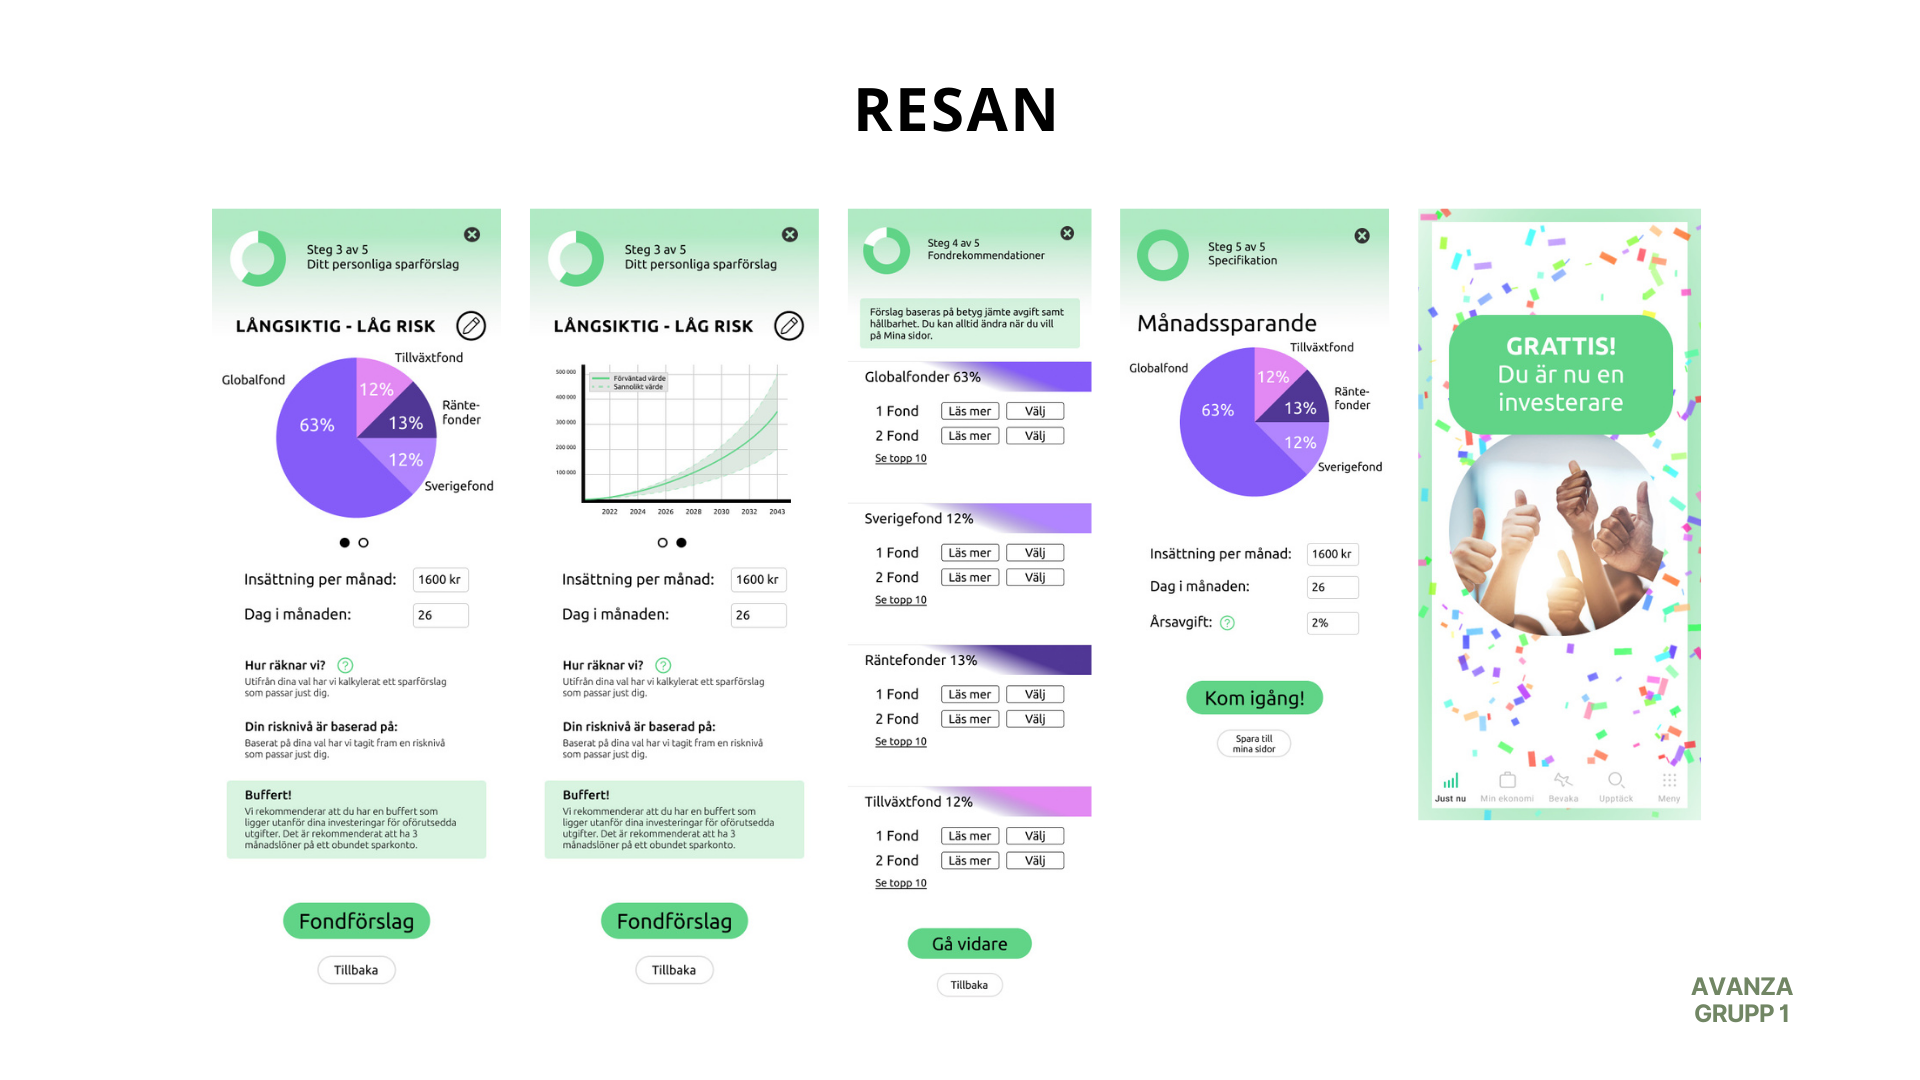 RESAN
Steg 3 av 5
Ditt personliga sparförslag
LÅNGSIKTIG - LÅG RISK
Tillväxtfond
Globalfond
12%
Ränte-
fonder
63%
13%
12%
Sverigefond
Insättning per månad:
1600 kr
Dag i månaden:
26
Hur räknar vi? ?
Utifrån dina val har vi kalkylerat ett sparförslag
som passar just dig.
Din risknivå är baserad på:
Baserat på dina val har vi tagit fram en risknivå
som passar just dig.
Buffert!
Vi rekommenderar att du har en buffert som
ligger utanför dina investeringar för oförutsedda
utgifter. Det är rekommenderat att ha 3
månadslöner på ett obundet sparkonto.
Fondförslag
Tillbaka
Steg 3 av 5
Ditt personliga sparförslag
LÅNGSIKTIG - LÅG RISK
500 000
400 000
300 000
200 000
100 000
Förväntad värde
Sannolikt värde
2022 2024 2026 2028 2030 2032 2043
Insättning per månad:
1600 kr
Dag i månaden:
26
Hur räknar vi? ?
Utifrån dina val har vi kalkylerat ett sparförslag
som passar just dig.
Din risknivå är baserad på:
Baserat på dina val har vi tagit fram en risknivå
som passar just dig.
Buffert!
Vi rekommenderar att du har en buffert som
ligger utanför dina investeringar för oförutsedda
utgifter. Det är rekommenderat att ha 3
månadslöner på ett obundet sparkonto.
Fondförslag
Tillbaka
Steg 4 av 5
Fondrekommendationer
Förslag baseras på betyg jämte avgift samt
hållbarhet. Du kan alltid ändra när du vill
på Mina sidor.
Globalfonder 63%
1 Fond Läs mer Välj
2 Fond Läs mer Välj
Se topp 10
Sverigefond 12%
1 Fond Läs mer Välj
2 Fond Läs mer Välj
Se topp 10
Räntefonder 13%
1 Fond Läs mer Välj
2 Fond Läs mer Välj
Se topp 10
Tillväxtfond 12%
1 Fond Läs mer Välj
2 Fond Läs mer Välj
Se topp 10
Gå vidare
Tillbaka
Steg 5 av 5
Specifikation
Månadssparande
Tillväxtfond
Globalfond
12%
Ränte-
fonder
63%
13%
12%
Sverigefond
Insättning per månad:
1600 kr
Dag i månaden:
26
Årsavgift: ?
2%
Kom igång!
Spara till
mina sidor
GRATTIS!
Du är nu en
investerare
Just nu Min ekonomi Bevaka Upptäck Meny
AVANZA
GRUPP 1